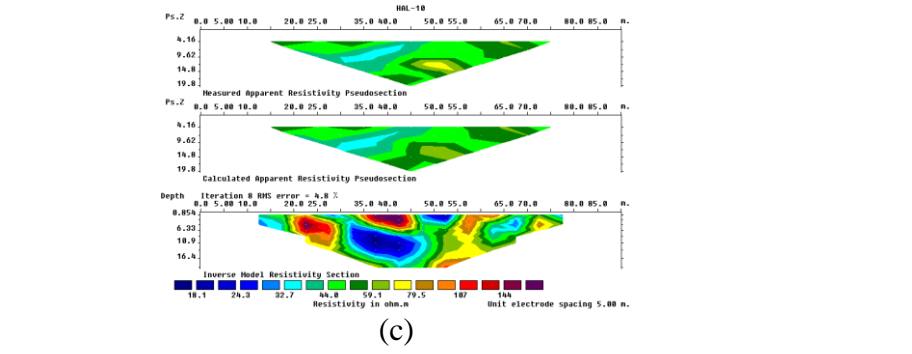 HAL-10
Ps.Z 0.0 5.00 10.0 20.0 25.0 35.0 40.0 50.0 55.0 65.0 70.0 80.0 85.0 m.
4.16
9.62
14.8
19.8
Measured Apparent Resistivity Pseudosection
Ps.Z 0.0 5.00 10.0 20.0 25.0 35.0 40.0 50.0 55.0 65.0 70.0 80.0 85.0 m.
4.16
9.62
14.8
19.8
Calculated Apparent Resistivity Pseudosection
Depth Iteration 8 RMS error = 4.8 %
0.0 5.00 10.0 20.0 25.0 35.0 40.0 50.0 55.0 65.0 70.0 80.0 85.0 m.
0.854
6.33
10.9
16.4
Inverse Model Resistivity Section
18.1 24.3 32.7 44.0 59.1 79.5 107 144
Resistivity in ohm.m Unit electrode spacing 5.00 m.
(c)